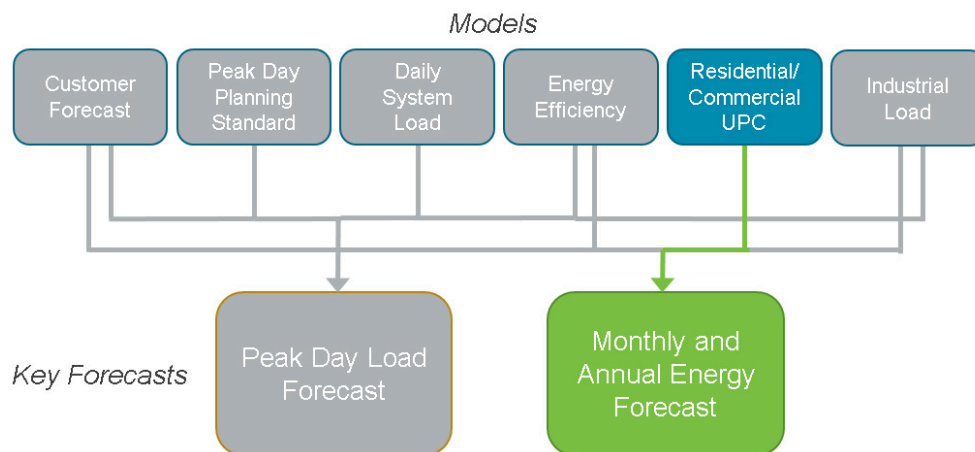 Models
Customer
Forecast
Peak Day
Planning
Standard
Daily
System
Load
Energy
Efficiency
Residential/
Commercial
UPC
Industrial
Load
Key Forecasts
Peak Day Load
Forecast
Monthly and
Annual Energy
Forecast